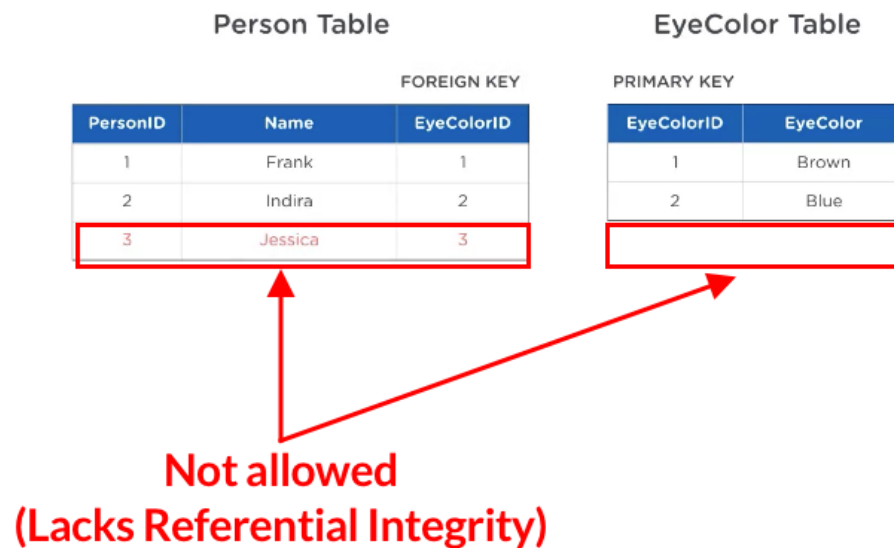 Person Table
EyeColor Table
FOREIGN KEY
PRIMARY KEY
PersonID Name EyeColorID
EyeColorID EyeColor
1 Frank 1
1 Brown
2 Indira 2
2 Blue
3 Jessica 3
Not allowed
(Lacks Referential Integrity)